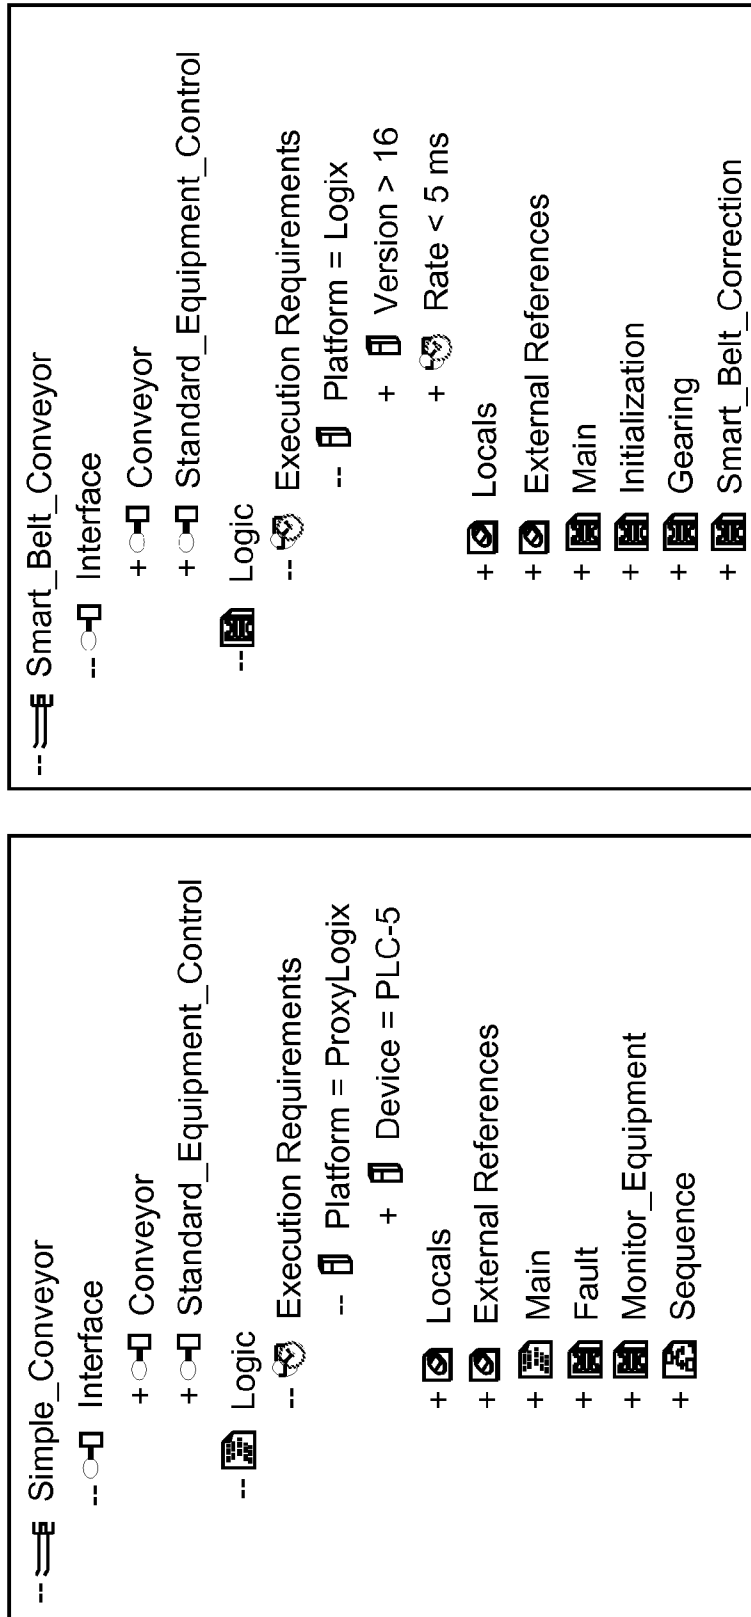 -- Simple_Conveyor
-- Interface
+ Conveyor
+ Standard_Equipment_Control
-- Logic
-- Execution Requirements
-- Platform = ProxyLogix
+ Device = PLC-5
+ Locals
+ External References
+ Main
+ Fault
+ Monitor_Equipment
+ Sequence
-- Smart_Belt_Conveyor
-- Interface
+ Conveyor
+ Standard_Equipment_Control
-- Logic
-- Execution Requirements
-- Platform = Logix
+ Version > 16
+ Rate < 5 ms
+ Locals
+ External References
+ Main
+ Initialization
+ Gearing
+ Smart_Belt_Correction